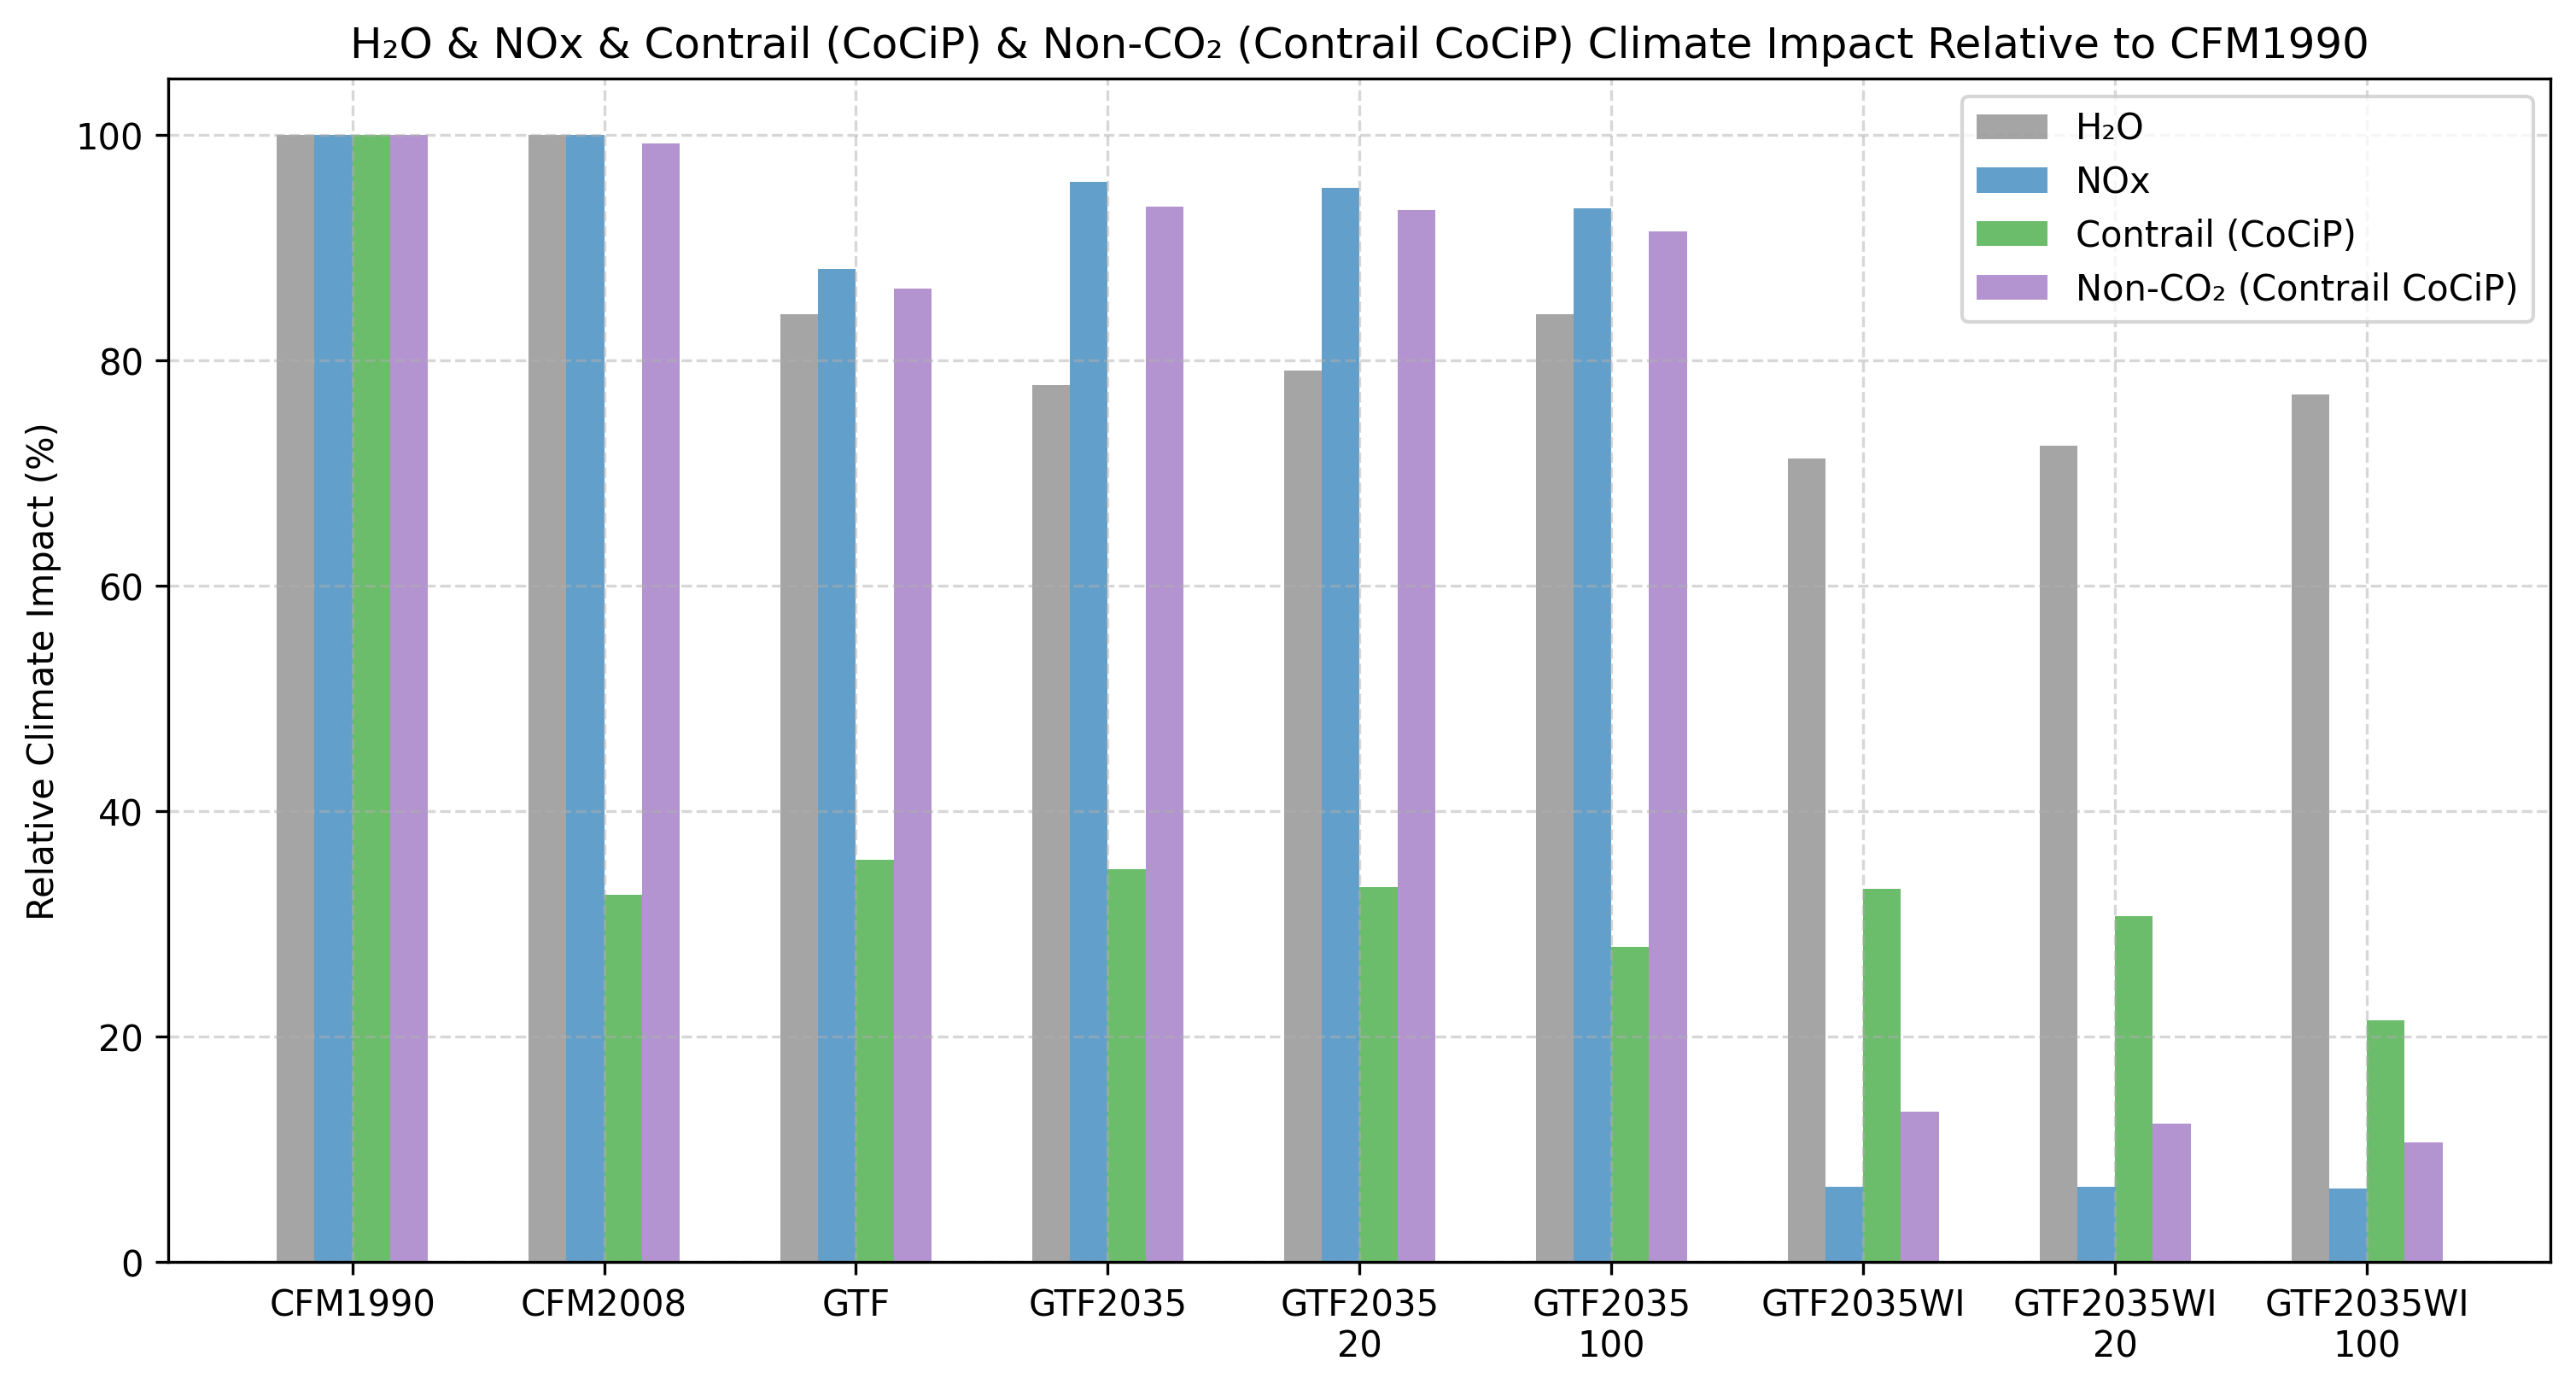 H₂O & NOx & Contrail (CoCiP) & Non-CO₂ (Contrail CoCiP) Climate Impact Relative to CFM1990
Relative Climate Impact (%)
100
80
60
40
20
0
H₂O
NOx
Contrail (CoCiP)
Non-CO₂ (Contrail CoCiP)
CFM1990
CFM2008
GTF
GTF2035
GTF2035
20
GTF2035
100
GTF2035WI
GTF2035WI
20
GTF2035WI
100